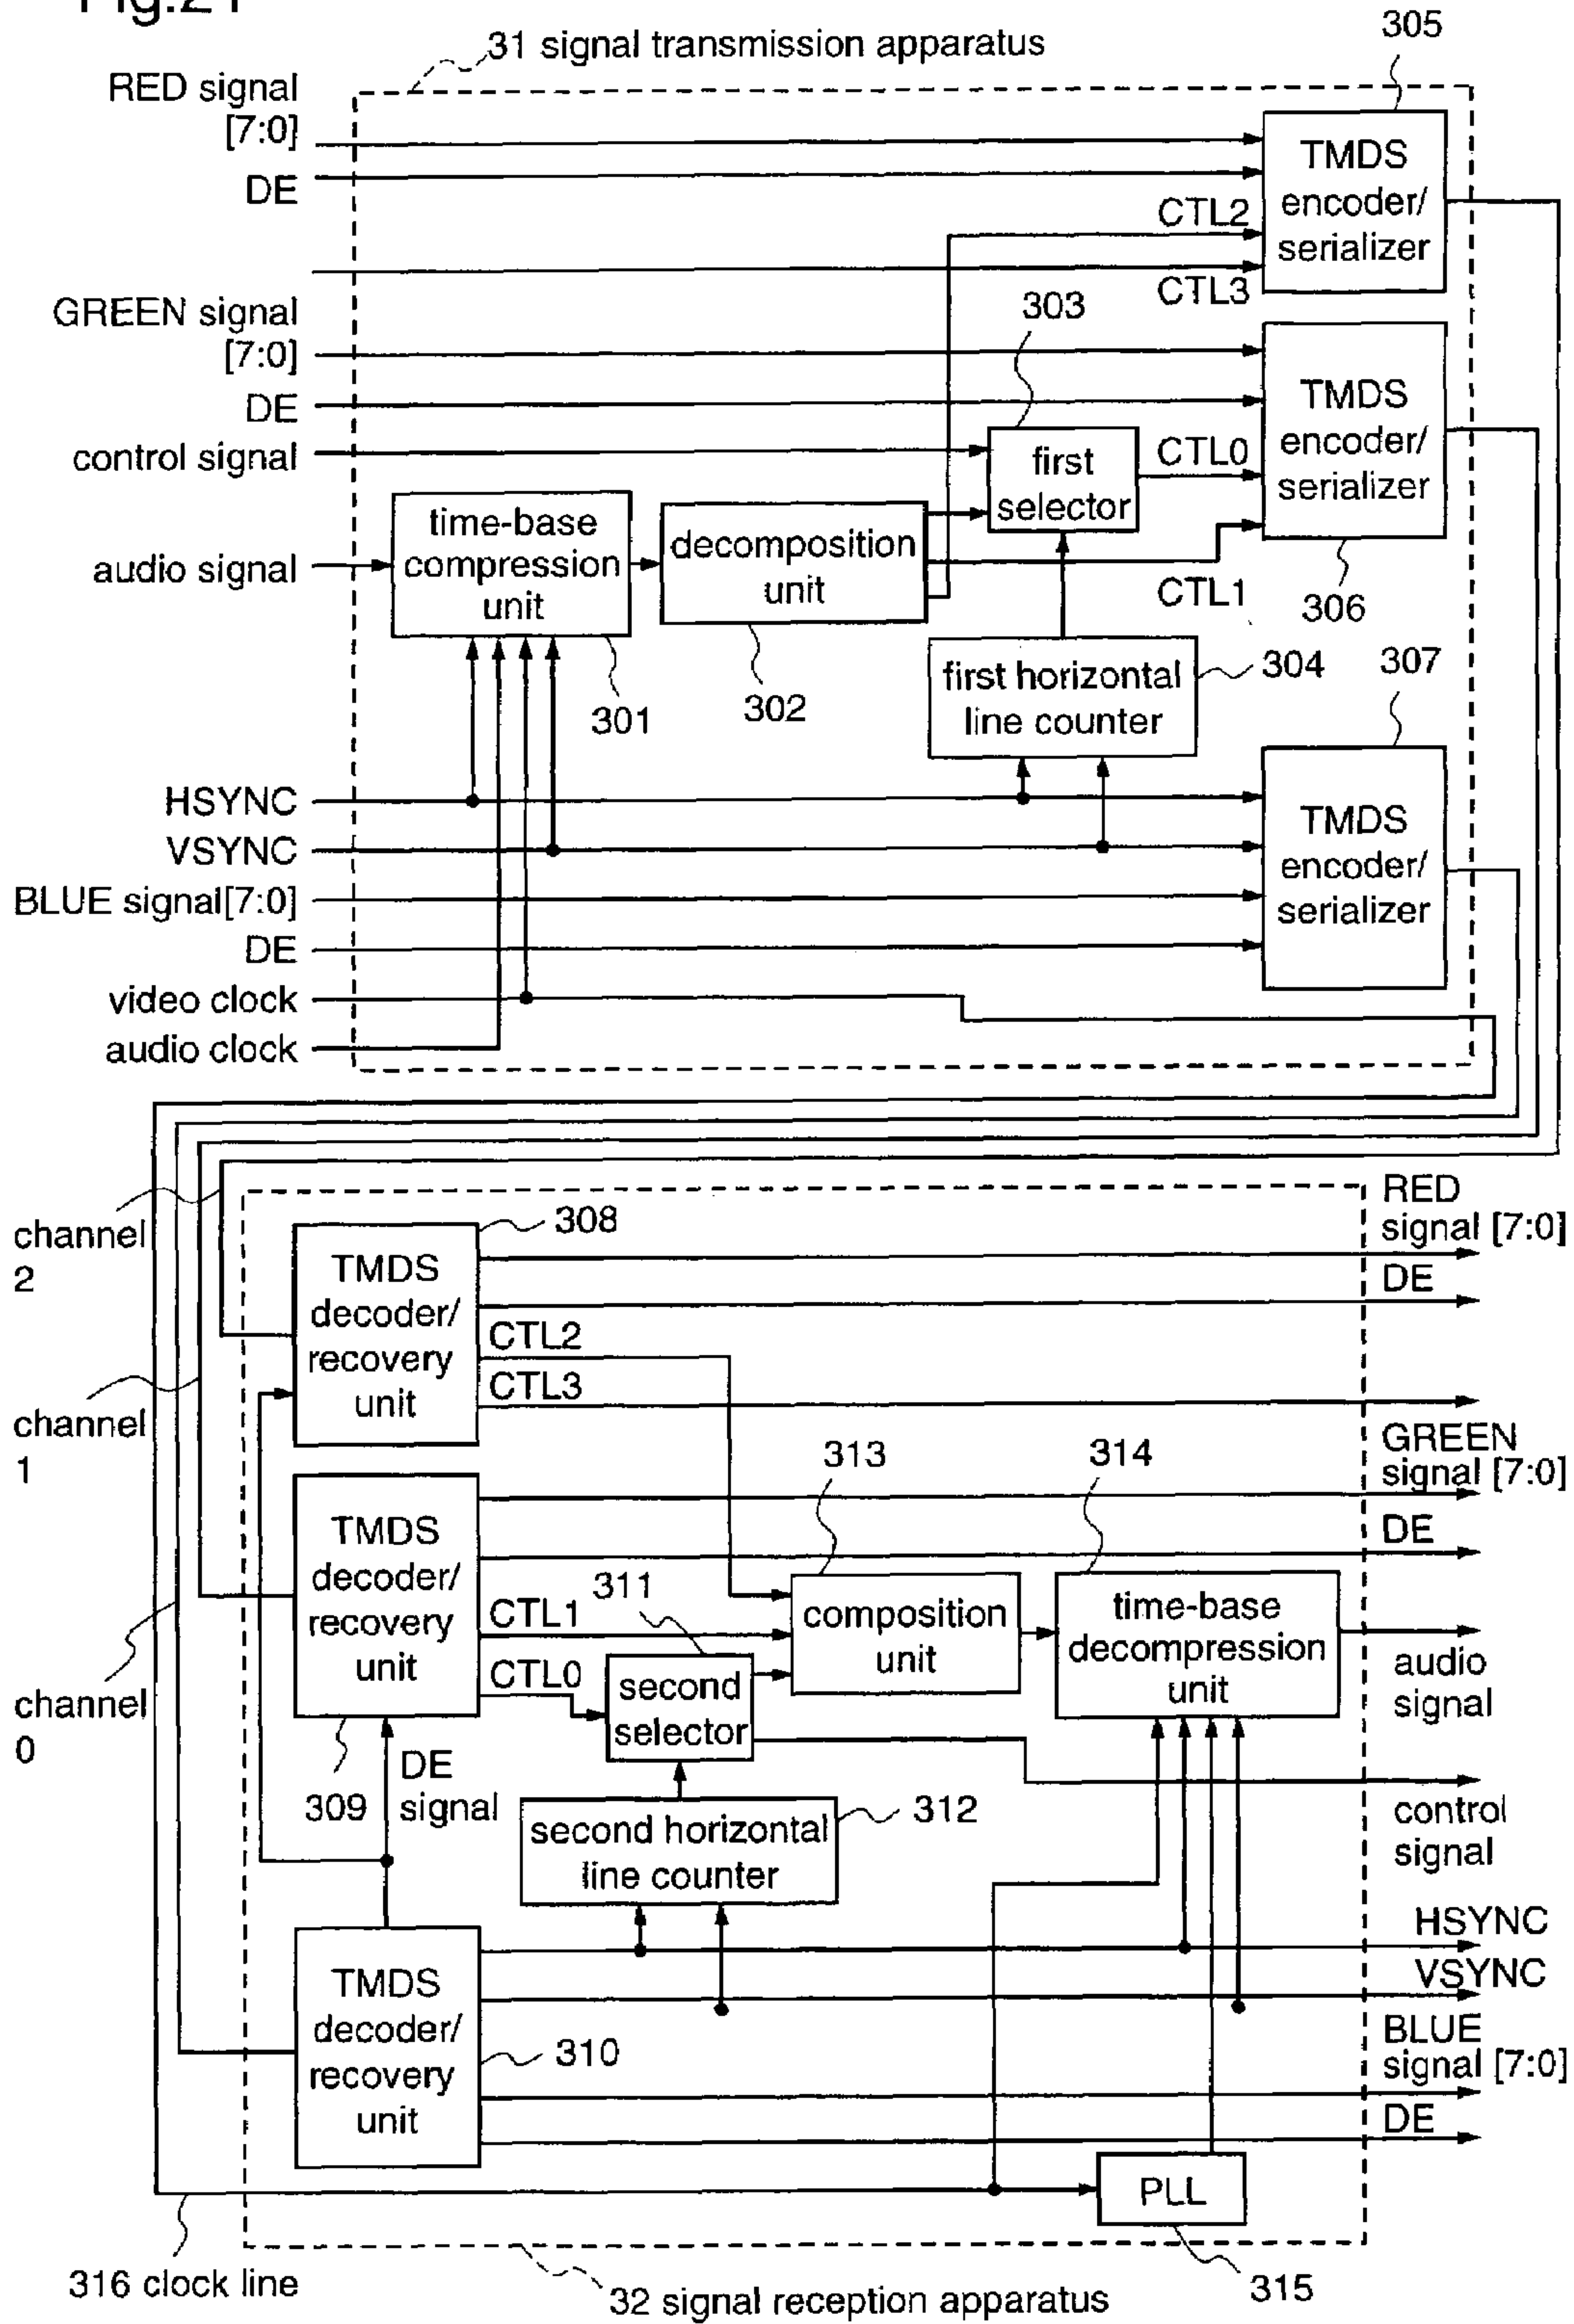 Fig.21
305
31 signal transmission apparatus
RED signal
[7:0]
DE
TMDS
encoder/
serializer
CTL2
CTL3
GREEN signal
[7:0]
303
DE
TMDS
encoder/
serializer
control signal
first
selector
CTL0
time-base
compression
unit
decomposition
unit
audio signal
CTL1
306
304
307
first horizontal
line counter
301
302
HSYNC
VSYNC
TMDS
encoder/
serializer
BLUE signal[7:0]
DE
video clock
audio clock
RED
signal [7:0]
DE
channel
2
308
TMDS
decoder/
recovery
unit
CTL2
CTL3
channel
1
GREEN
signal [7:0]
313
314
DE
TMDS
decoder/
recovery
unit
311
CTL1
CTL0
composition
unit
time-base
decompression
unit
second
selector
audio
signal
channel
0
309
DE
signal
312
second horizontal
line counter
control
signal
HSYNC
VSYNC
TMDS
decoder/
recovery
unit
310
BLUE
signal [7:0]
DE
PLL
316 clock line
32 signal reception apparatus
315